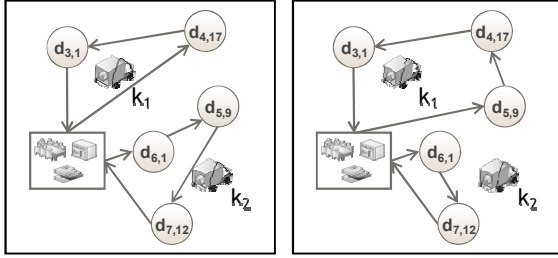 d4,17
d3,1
k1
d5,9
d6,1
k2
d7,12
d4,17
d3,1
k1
d5,9
d6,1
k2
d7,12